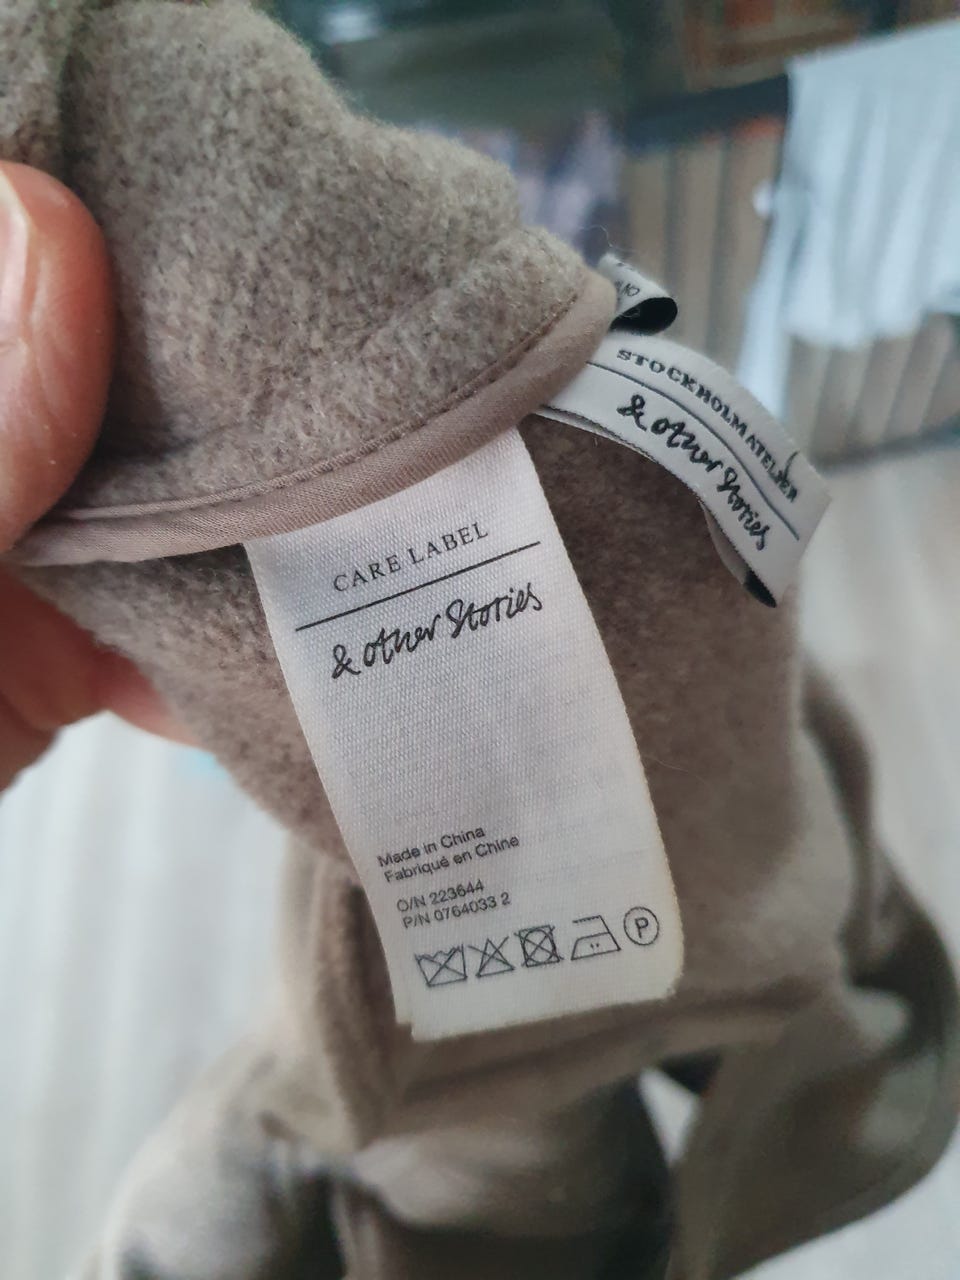 STOCKHOLM ATELIER
& other Stories
CARE LABEL
& other Stories
Made in China
Fabriqué en Chine
O/N 223644
P/N 0764033 2
P